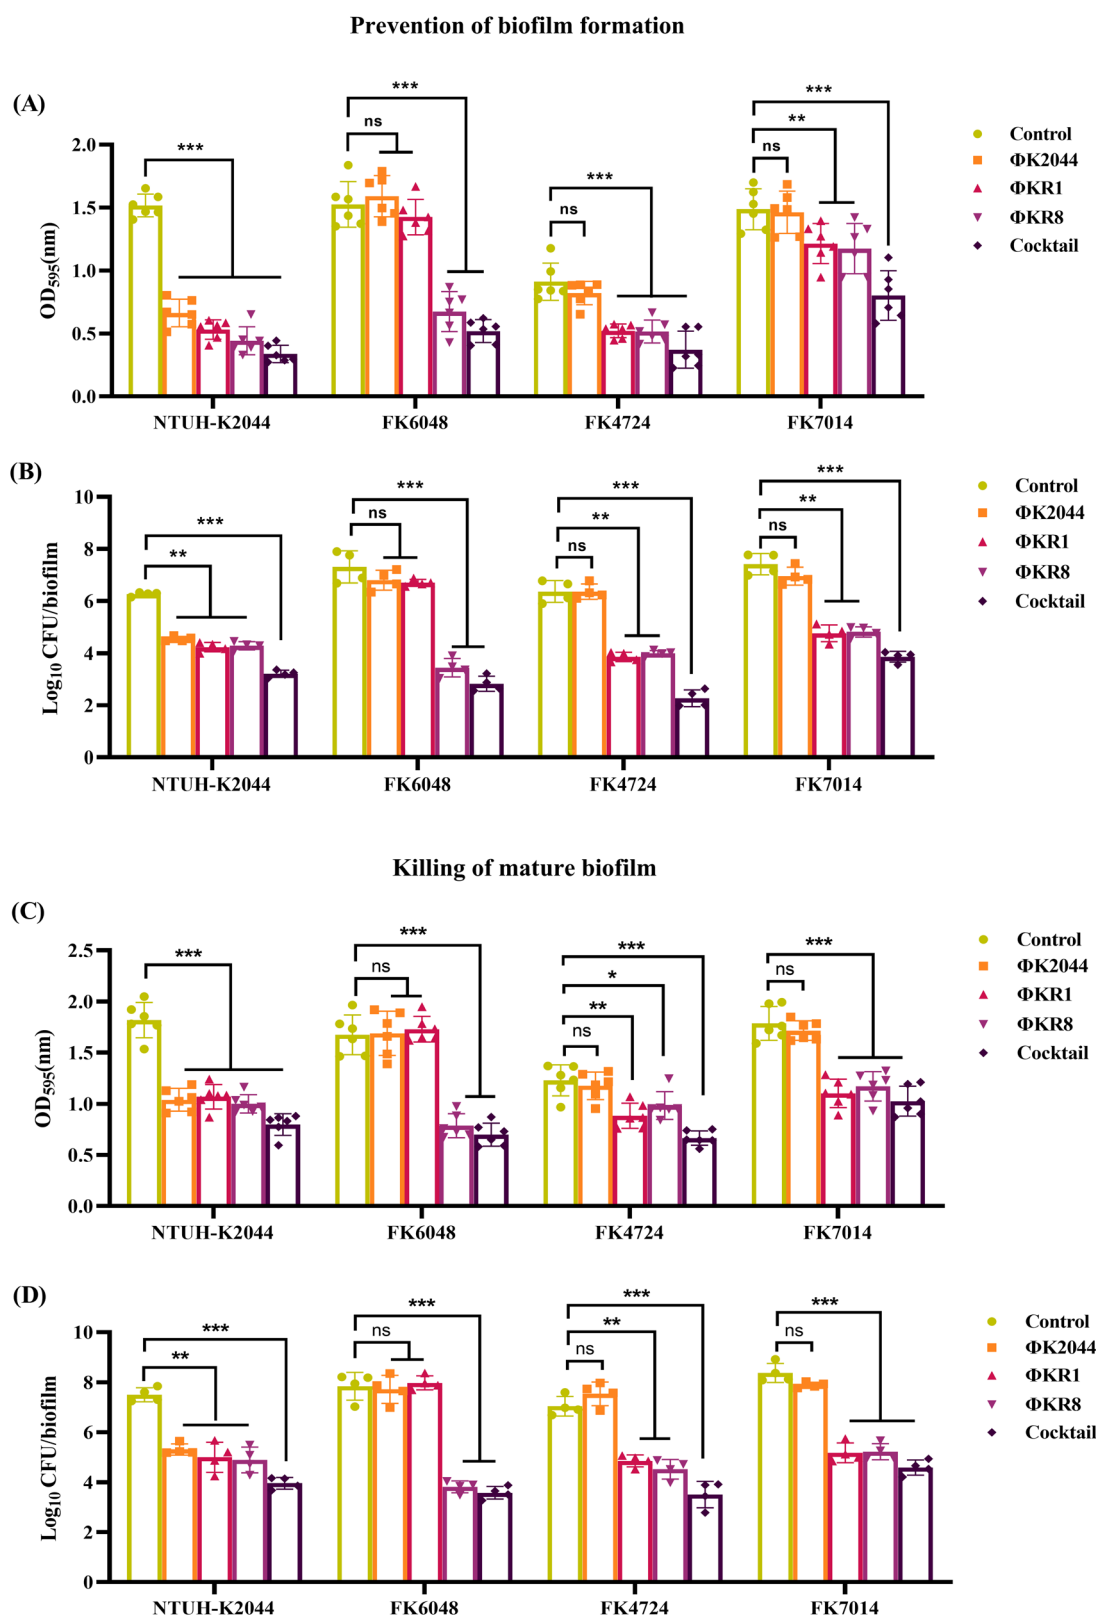 Prevention of biofilm formation
(A)
OD595(nm)
2.0
1.5
1.0
0.5
0.0
***
ns
***
ns
***
ns
**
***
NTUH-K2044
FK6048
FK4724
FK7014
Control
ΦK2044
ΦKR1
ΦKR8
Cocktail
(B)
Log10 CFU/biofilm
10
8
6
4
2
0
**
***
ns
***
ns
**
***
ns
**
***
NTUH-K2044
FK6048
FK4724
FK7014
Control
ΦK2044
ΦKR1
ΦKR8
Cocktail
Killing of mature biofilm
(C)
OD595(nm)
2.5
2.0
1.5
1.0
0.5
0.0
***
ns
***
ns
**
*
***
ns
***
NTUH-K2044
FK6048
FK4724
FK7014
Control
ΦK2044
ΦKR1
ΦKR8
Cocktail
(D)
Log10 CFU/biofilm
10
8
6
4
2
0
**
***
ns
***
ns
**
***
ns
***
NTUH-K2044
FK6048
FK4724
FK7014
Control
ΦK2044
ΦKR1
ΦKR8
Cocktail